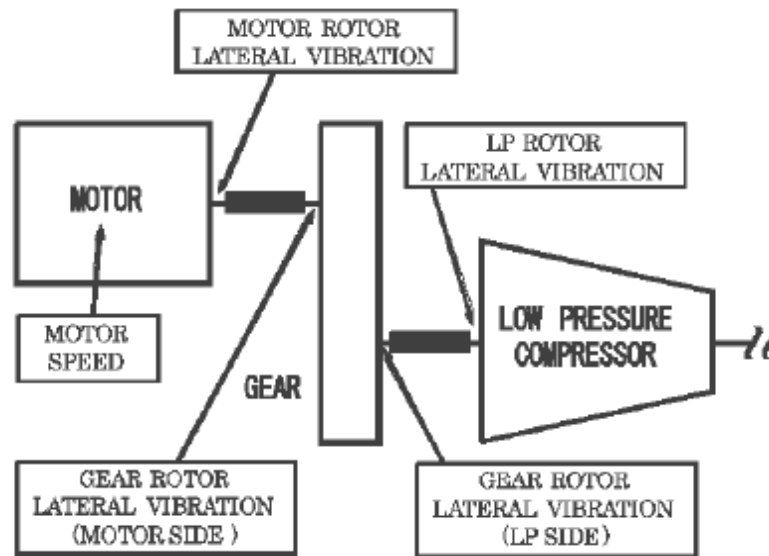 MOTOR ROTOR
LATERAL VIBRATION
LP ROTOR
LATERAL VIBRATION
MOTOR
LOW PRESSURE
COMPRESSOR
MOTOR
SPEED
GEAR
GEAR ROTOR
LATERAL VIBRATION
(MOTOR SIDE)
GEAR ROTOR
LATERAL VIBRATION
(LP SIDE)